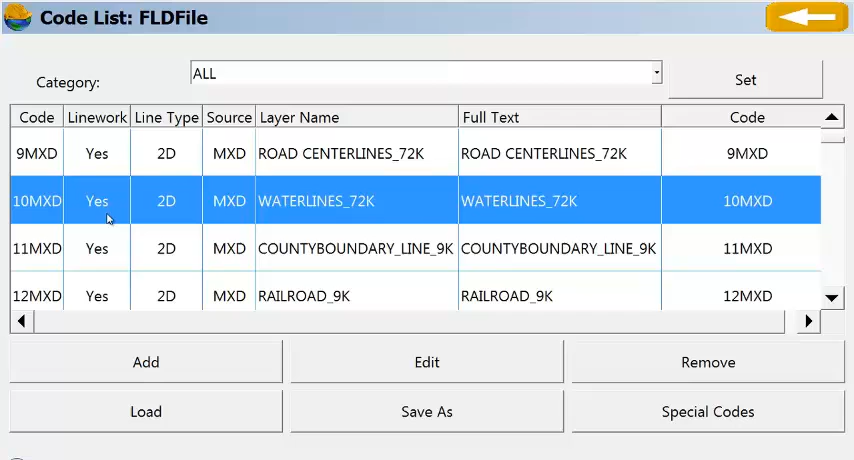 Code List: FLDFile
Category: ALL Set
Code Linework Line Type Source Layer Name Full Text Code
9MXD Yes 2D MXD ROAD CENTERLINES_72K ROAD CENTERLINES_72K 9MXD
10MXD Yes 2D MXD WATERLINES_72K WATERLINES_72K 10MXD
11MXD Yes 2D MXD COUNTYBOUNDARY_LINE_9K COUNTYBOUNDARY_LINE_9K 11MXD
12MXD Yes 2D MXD RAILROAD_9K RAILROAD_9K 12MXD
Add Edit Remove
Load Save As Special Codes